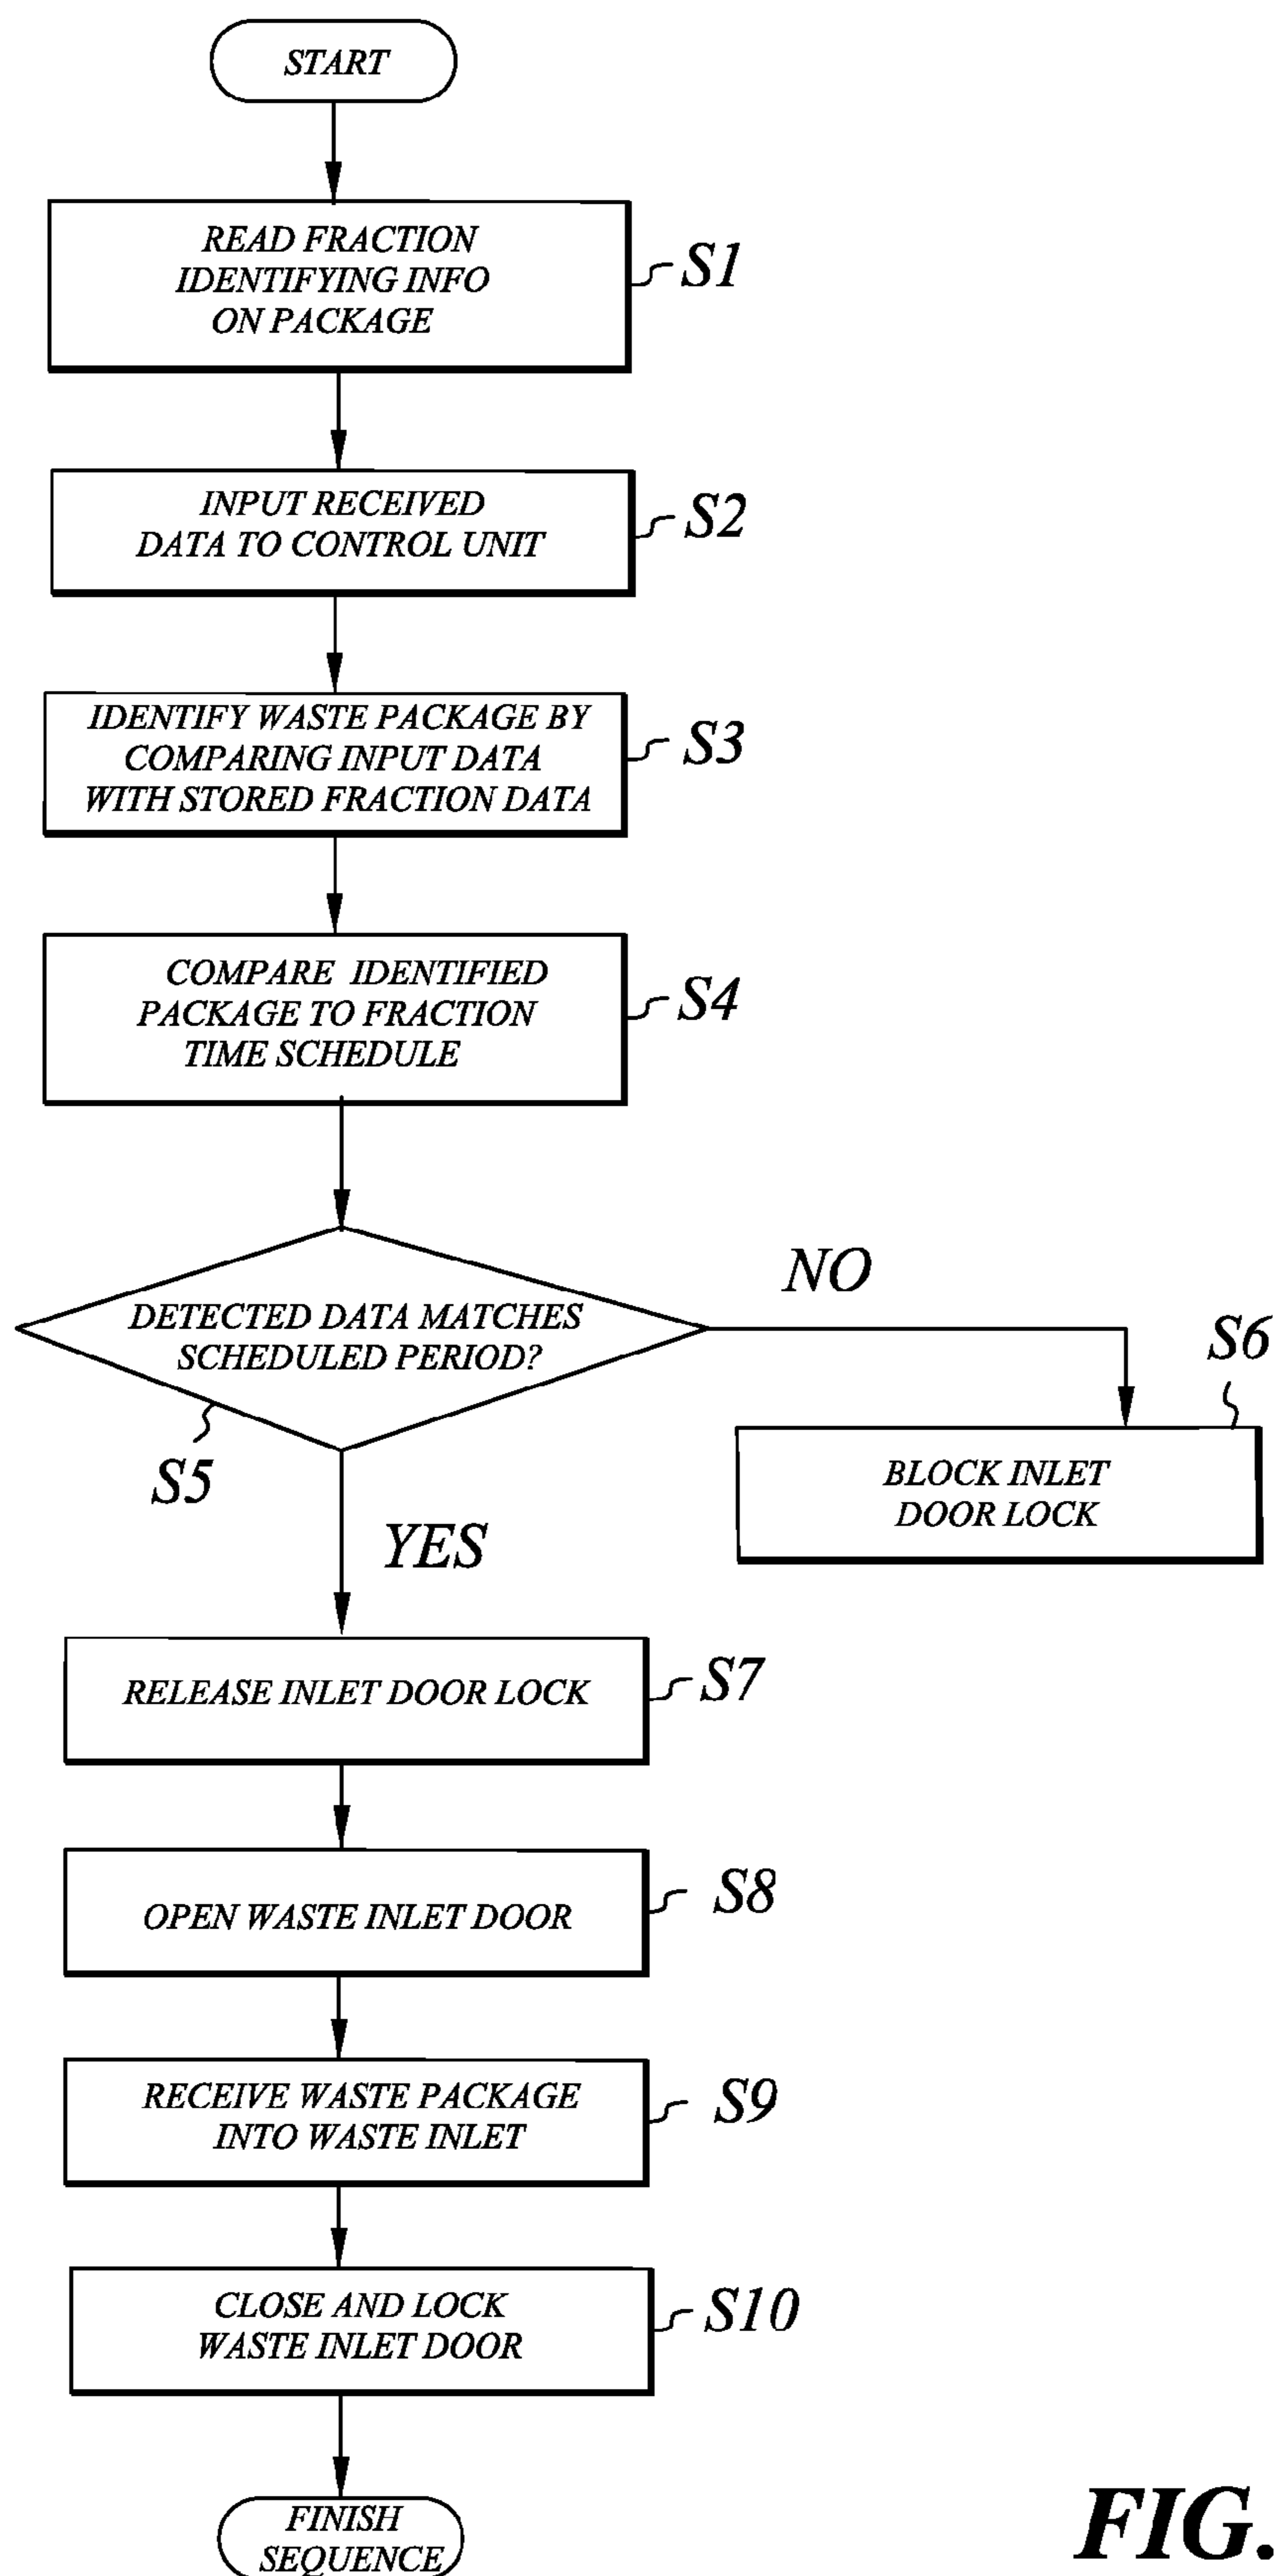 START
READ FRACTION
IDENTIFYING INFO
ON PACKAGE
S1
INPUT RECEIVED
DATA TO CONTROL UNIT
S2
IDENTIFY WASTE PACKAGE BY
COMPARING INPUT DATA
WITH STORED FRACTION DATA
S3
COMPARE IDENTIFIED
PACKAGE TO FRACTION
TIME SCHEDULE
S4
DETECTED DATA MATCHES
SCHEDULED PERIOD?
S5
NO
S6
BLOCK INLET
DOOR LOCK
YES
RELEASE INLET DOOR LOCK
S7
OPEN WASTE INLET DOOR
S8
RECEIVE WASTE PACKAGE
INTO WASTE INLET
S9
CLOSE AND LOCK
WASTE INLET DOOR
S10
FINISH
SEQUENCE
FIG.